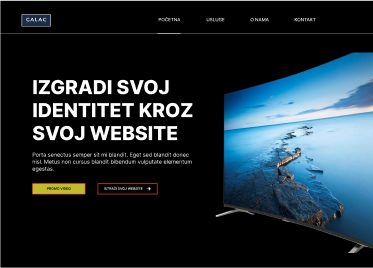 CALAC
POČETNA USLUGE O NAMA KONTAKT
IZGRADI SVOJ
IDENTITET KROZ
SVOJ WEBSITE
Porta senectus semper sit mi blandit. Eget sed blandit donec
nisl. Metus non cursus blandit bibendum vulputate elementum
egestas.
PROMO VIDEO ISTRAŽI SVOJ WEBSITE →